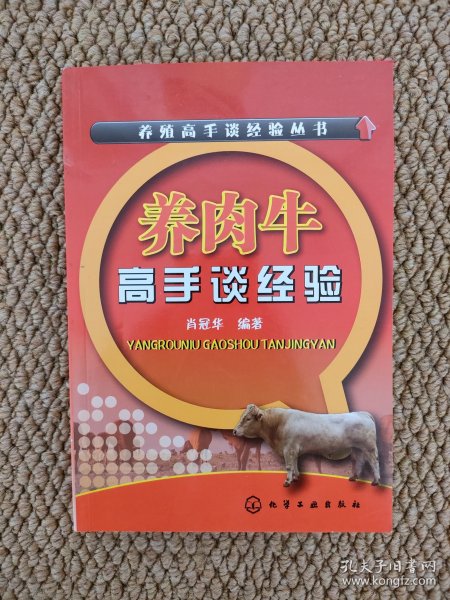 养殖高手谈经验丛书
养肉牛
高手谈经验
肖冠华 编著
YANGROUNIU GAOSHOU TANJINGYAN
化学工业出版社
孔夫子旧书网
www.kongfz.com